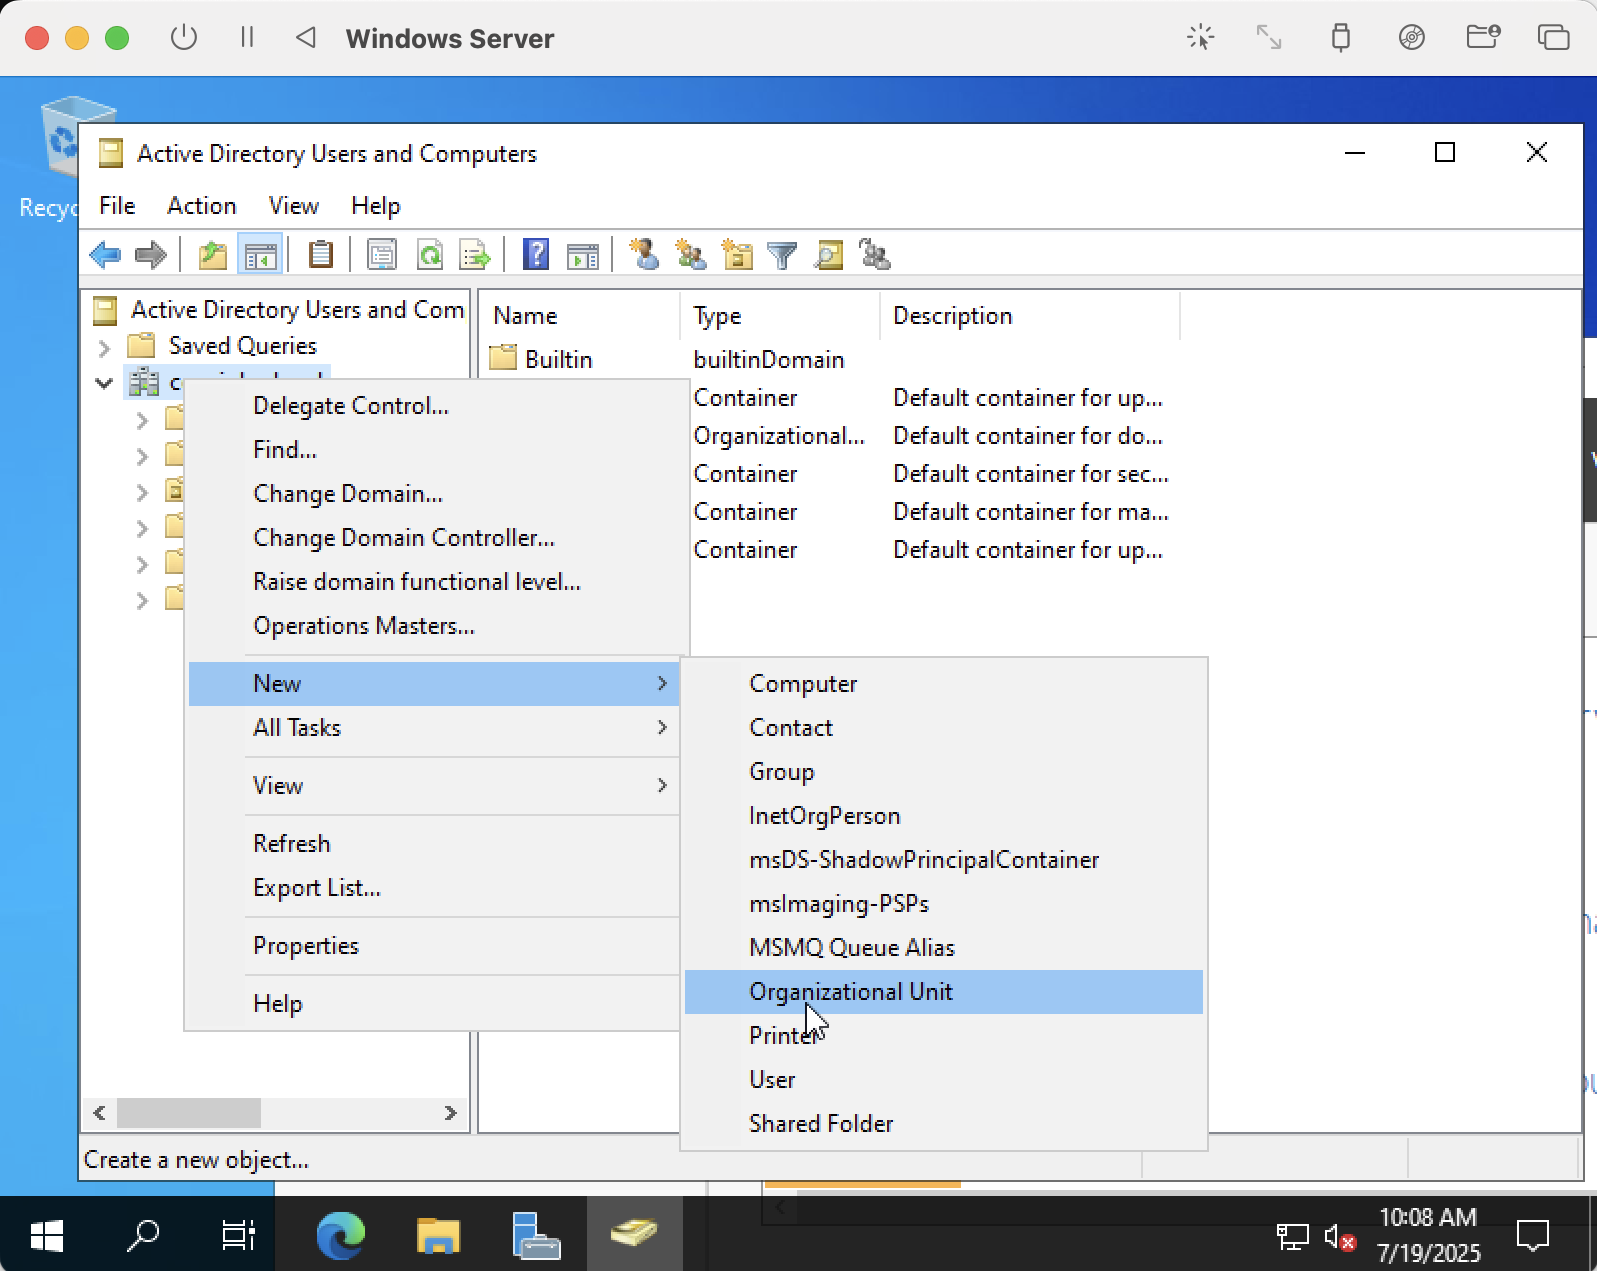 Windows Server
Recyc
Active Directory Users and Computers
File Action View Help
Active Directory Users and Com
Saved Queries
Name Type Description
Builtin builtinDomain
Container Default container for up...
Organizational... Default container for do...
Container Default container for sec...
Container Default container for ma...
Container Default container for up...
Delegate Control...
Find...
Change Domain...
Change Domain Controller...
Raise domain functional level...
Operations Masters...
New
All Tasks
View
Refresh
Export List...
Properties
Help
Computer
Contact
Group
InetOrgPerson
msDS-ShadowPrincipalContainer
msImaging-PSPs
MSMQ Queue Alias
Organizational Unit
Printer
User
Shared Folder
Create a new object...
10:08 AM
7/19/2025